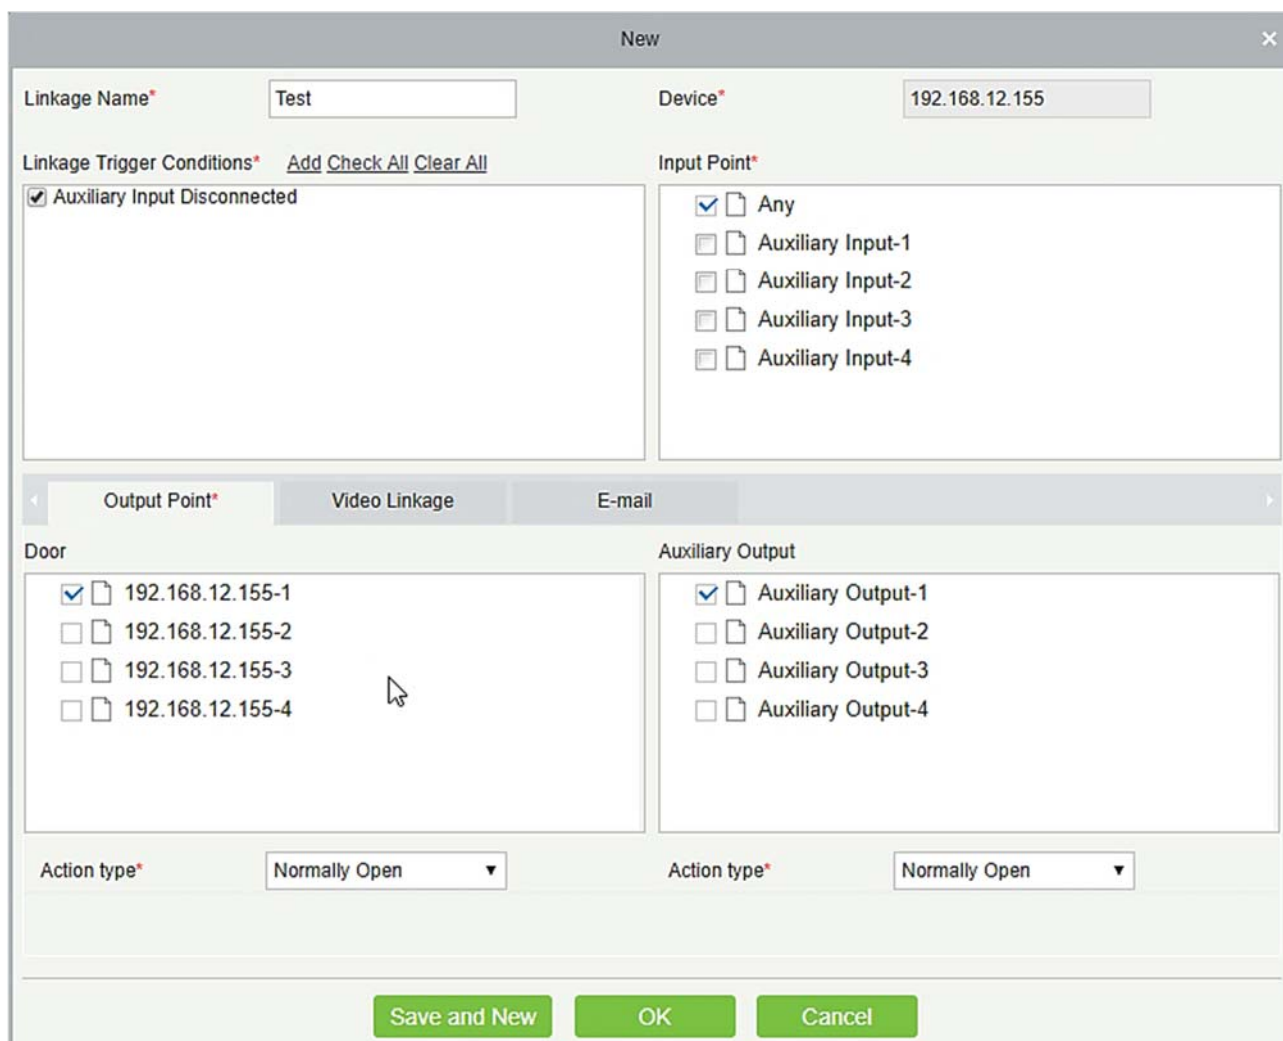 New
Linkage Name* Test Device* 192.168.12.155
Linkage Trigger Conditions* Add Check All Clear All Input Point*
Auxiliary Input Disconnected
Any
Auxiliary Input-1
Auxiliary Input-2
Auxiliary Input-3
Auxiliary Input-4
Output Point* Video Linkage E-mail
Door Auxiliary Output
192.168.12.155-1 Auxiliary Output-1
192.168.12.155-2 Auxiliary Output-2
192.168.12.155-3 Auxiliary Output-3
192.168.12.155-4 Auxiliary Output-4
Action type* Normally Open Action type* Normally Open
Save and New OK Cancel